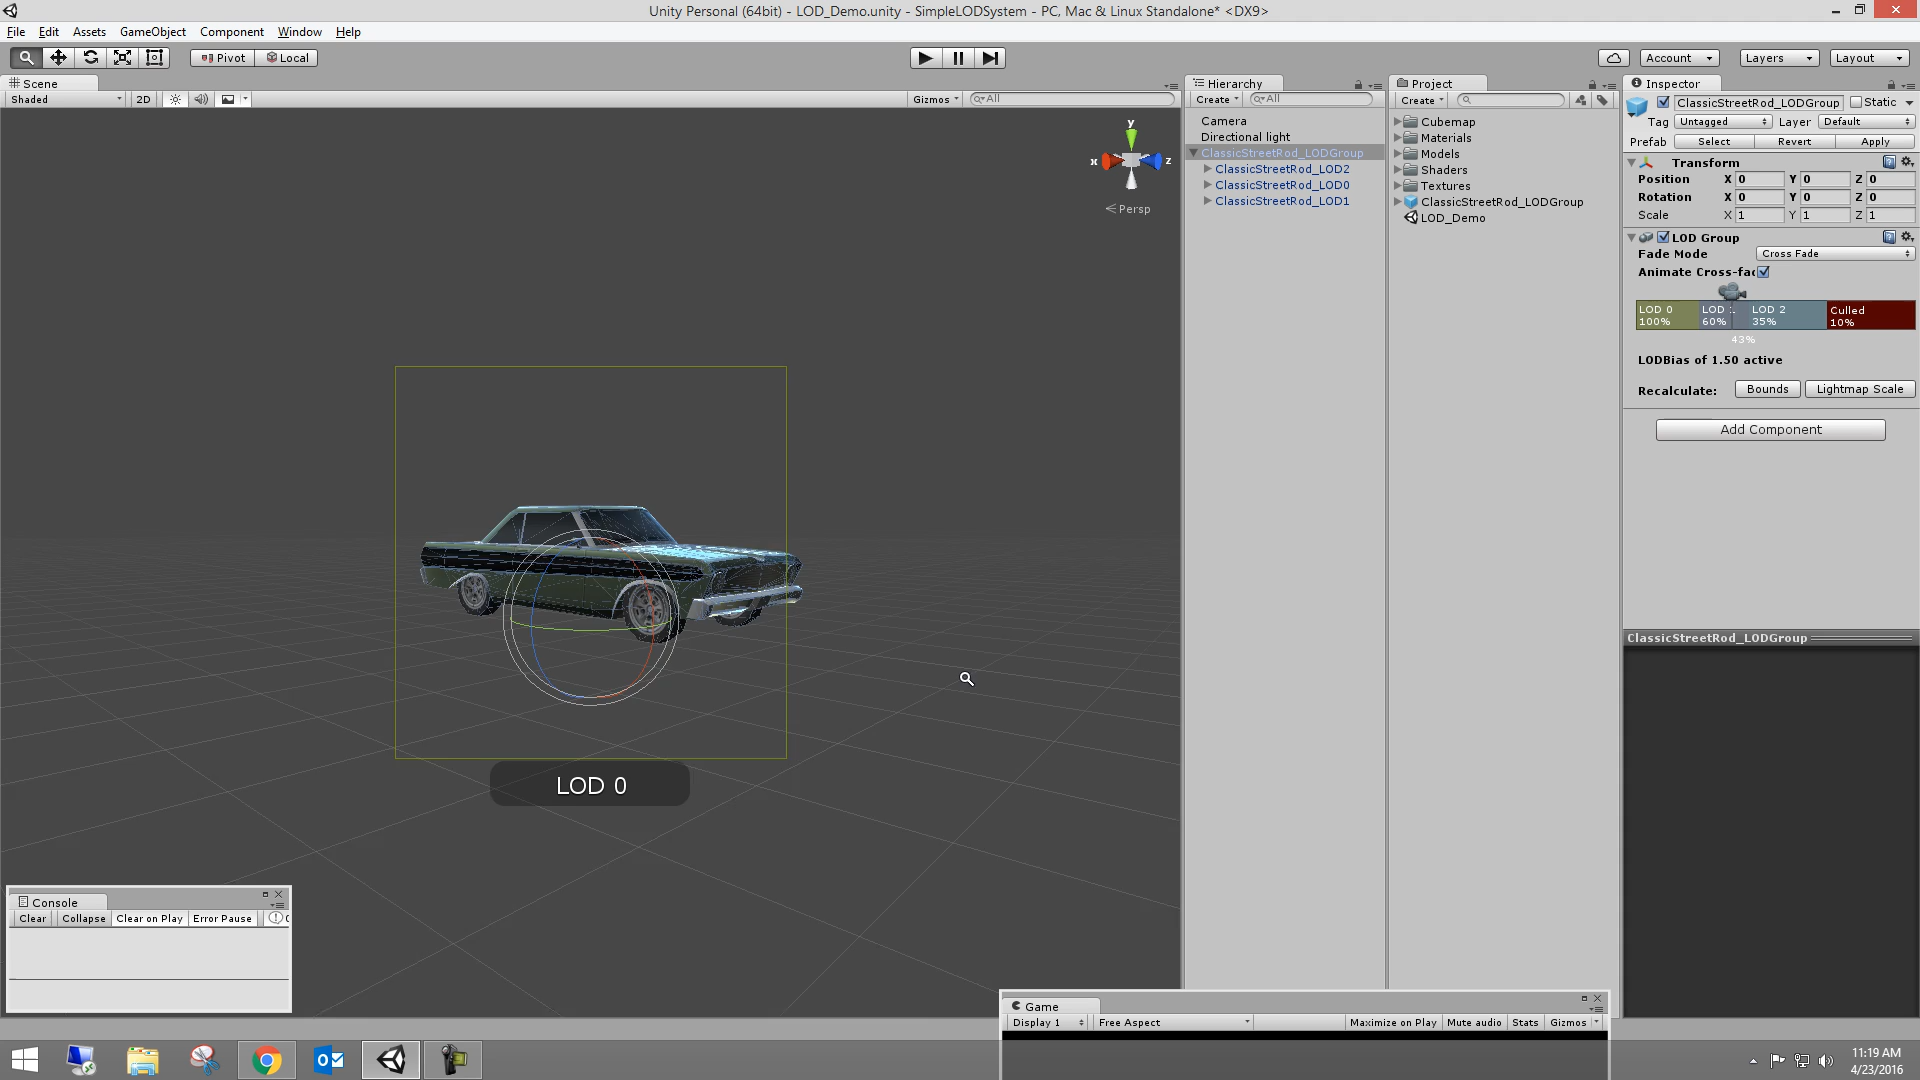 Unity Personal (64bit) - LOD_Demo.unity - SimpleLODSystem - PC, Mac & Linux Standalone* <DX9>
File Edit Assets GameObject Component Window Help
Pivot Local Account Layers Layout
Scene
Shaded 2D Gizmos All
y
x z
Persp
LOD 0
Hierarchy
Create All
Camera
Directional light
ClassicStreetRod_LODGroup
ClassicStreetRod_LOD2
ClassicStreetRod_LOD0
ClassicStreetRod_LOD1
Project
Create
Cubemap
Materials
Models
Shaders
Textures
ClassicStreetRod_LODGroup
LOD_Demo
Inspector
ClassicStreetRod_LODGroup Static
Tag Untagged Layer Default
Prefab Select Revert Apply
Transform
Position X 0 Y 0 Z 0
Rotation X 0 Y 0 Z 0
Scale X 1 Y 1 Z 1
LOD Group
Fade Mode Cross Fade
Animate Cross-fa
LOD 0 LOD LOD 2 Culled
100% 60% 35% 10%
43%
LODBias of 1.50 active
Recalculate: Bounds Lightmap Scale
Add Component
ClassicStreetRod_LODGroup
Console
Clear Collapse Clear on Play Error Pause
Game
Display 1 Free Aspect Maximize on Play Mute audio Stats Gizmos
11:19 AM
4/23/2016